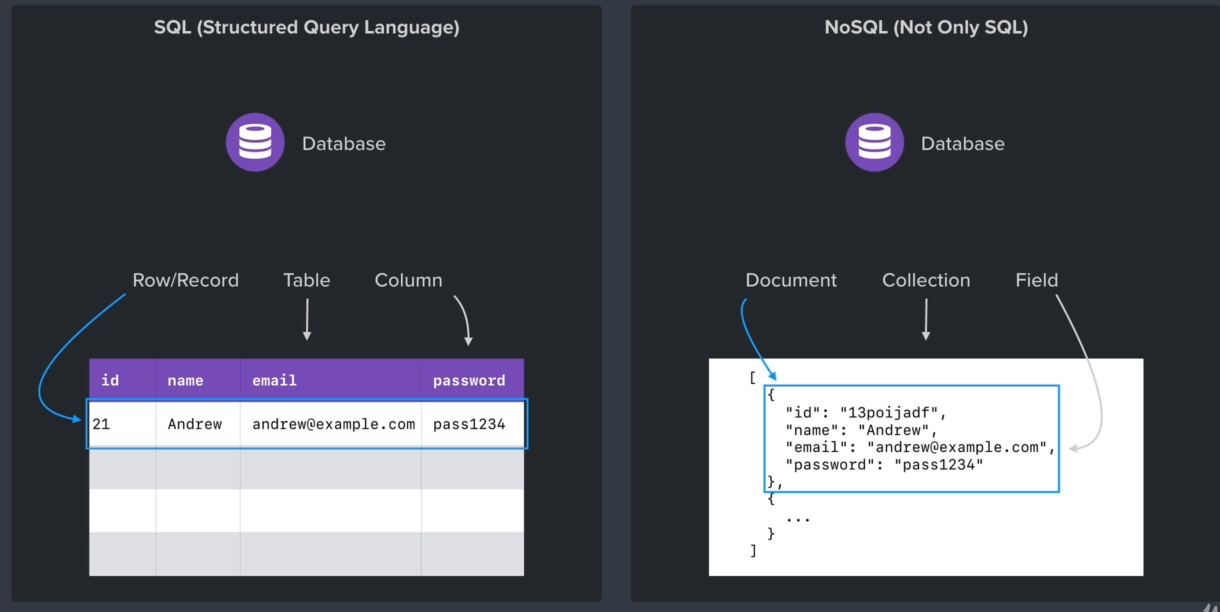 SQL (Structured Query Language)
Database
Row/Record Table Column
id name email password
21 Andrew andrew@example.com pass1234
NoSQL (Not Only SQL)
Database
Document Collection Field
[
{
"id": "13poijadf",
"name": "Andrew",
"email": "andrew@example.com",
"password": "pass1234"
},
{
...
}
]